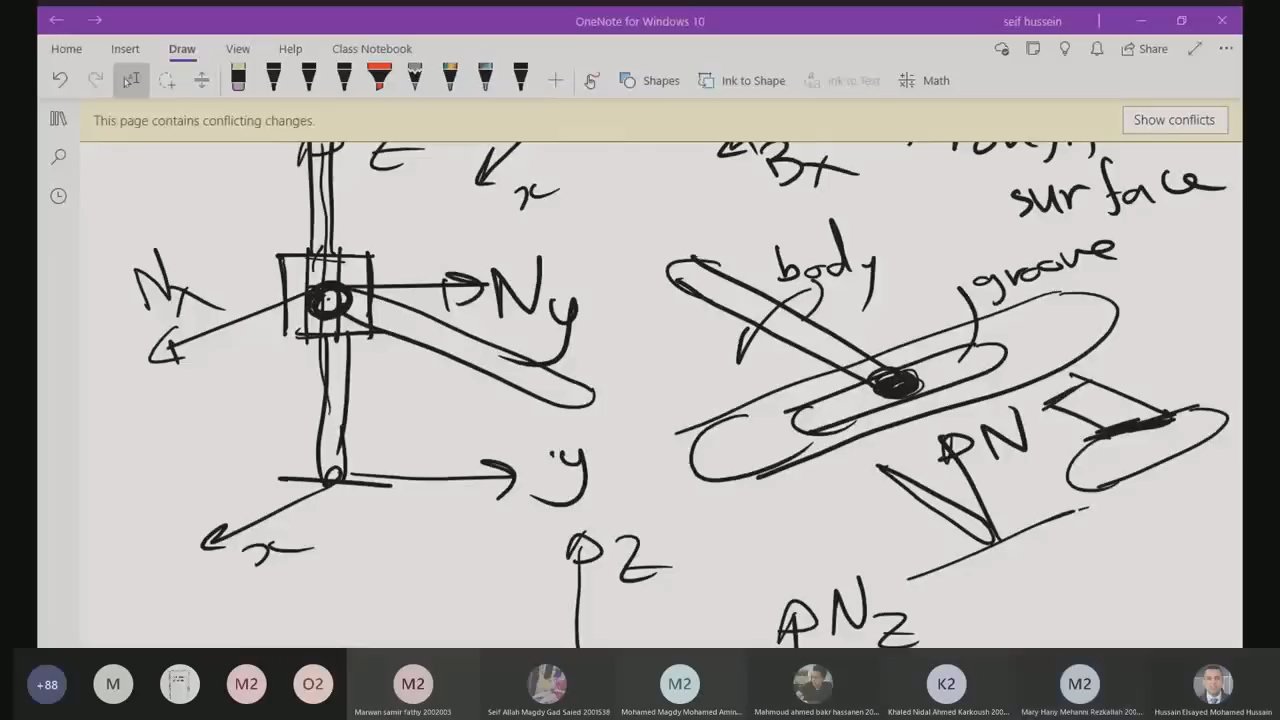 OneNote for Windows 10
seif hussein
Home Insert Draw View Help Class Notebook
Share
Shapes Ink to Shape Ink to Text Math
This page contains conflicting changes.
Show conflicts
Z
x
Bx
surface
Nx
Ny
body
groove
N
y
x
Z
Nz
+88 M M2 O2 M2 M2 K2 M2
Marwan samir fathy 2002003
Seif Allah Magdy Gad Saied 2001538
Mohamed Magdy Mohamed Amin...
Mahmoud ahmed bakr hassanen 20...
Khaled Nidal Ahmed Karkoush 200...
Mary Hany Mehanni Rezkallah 200...
Hussain Elsayed Mohamed Hussain